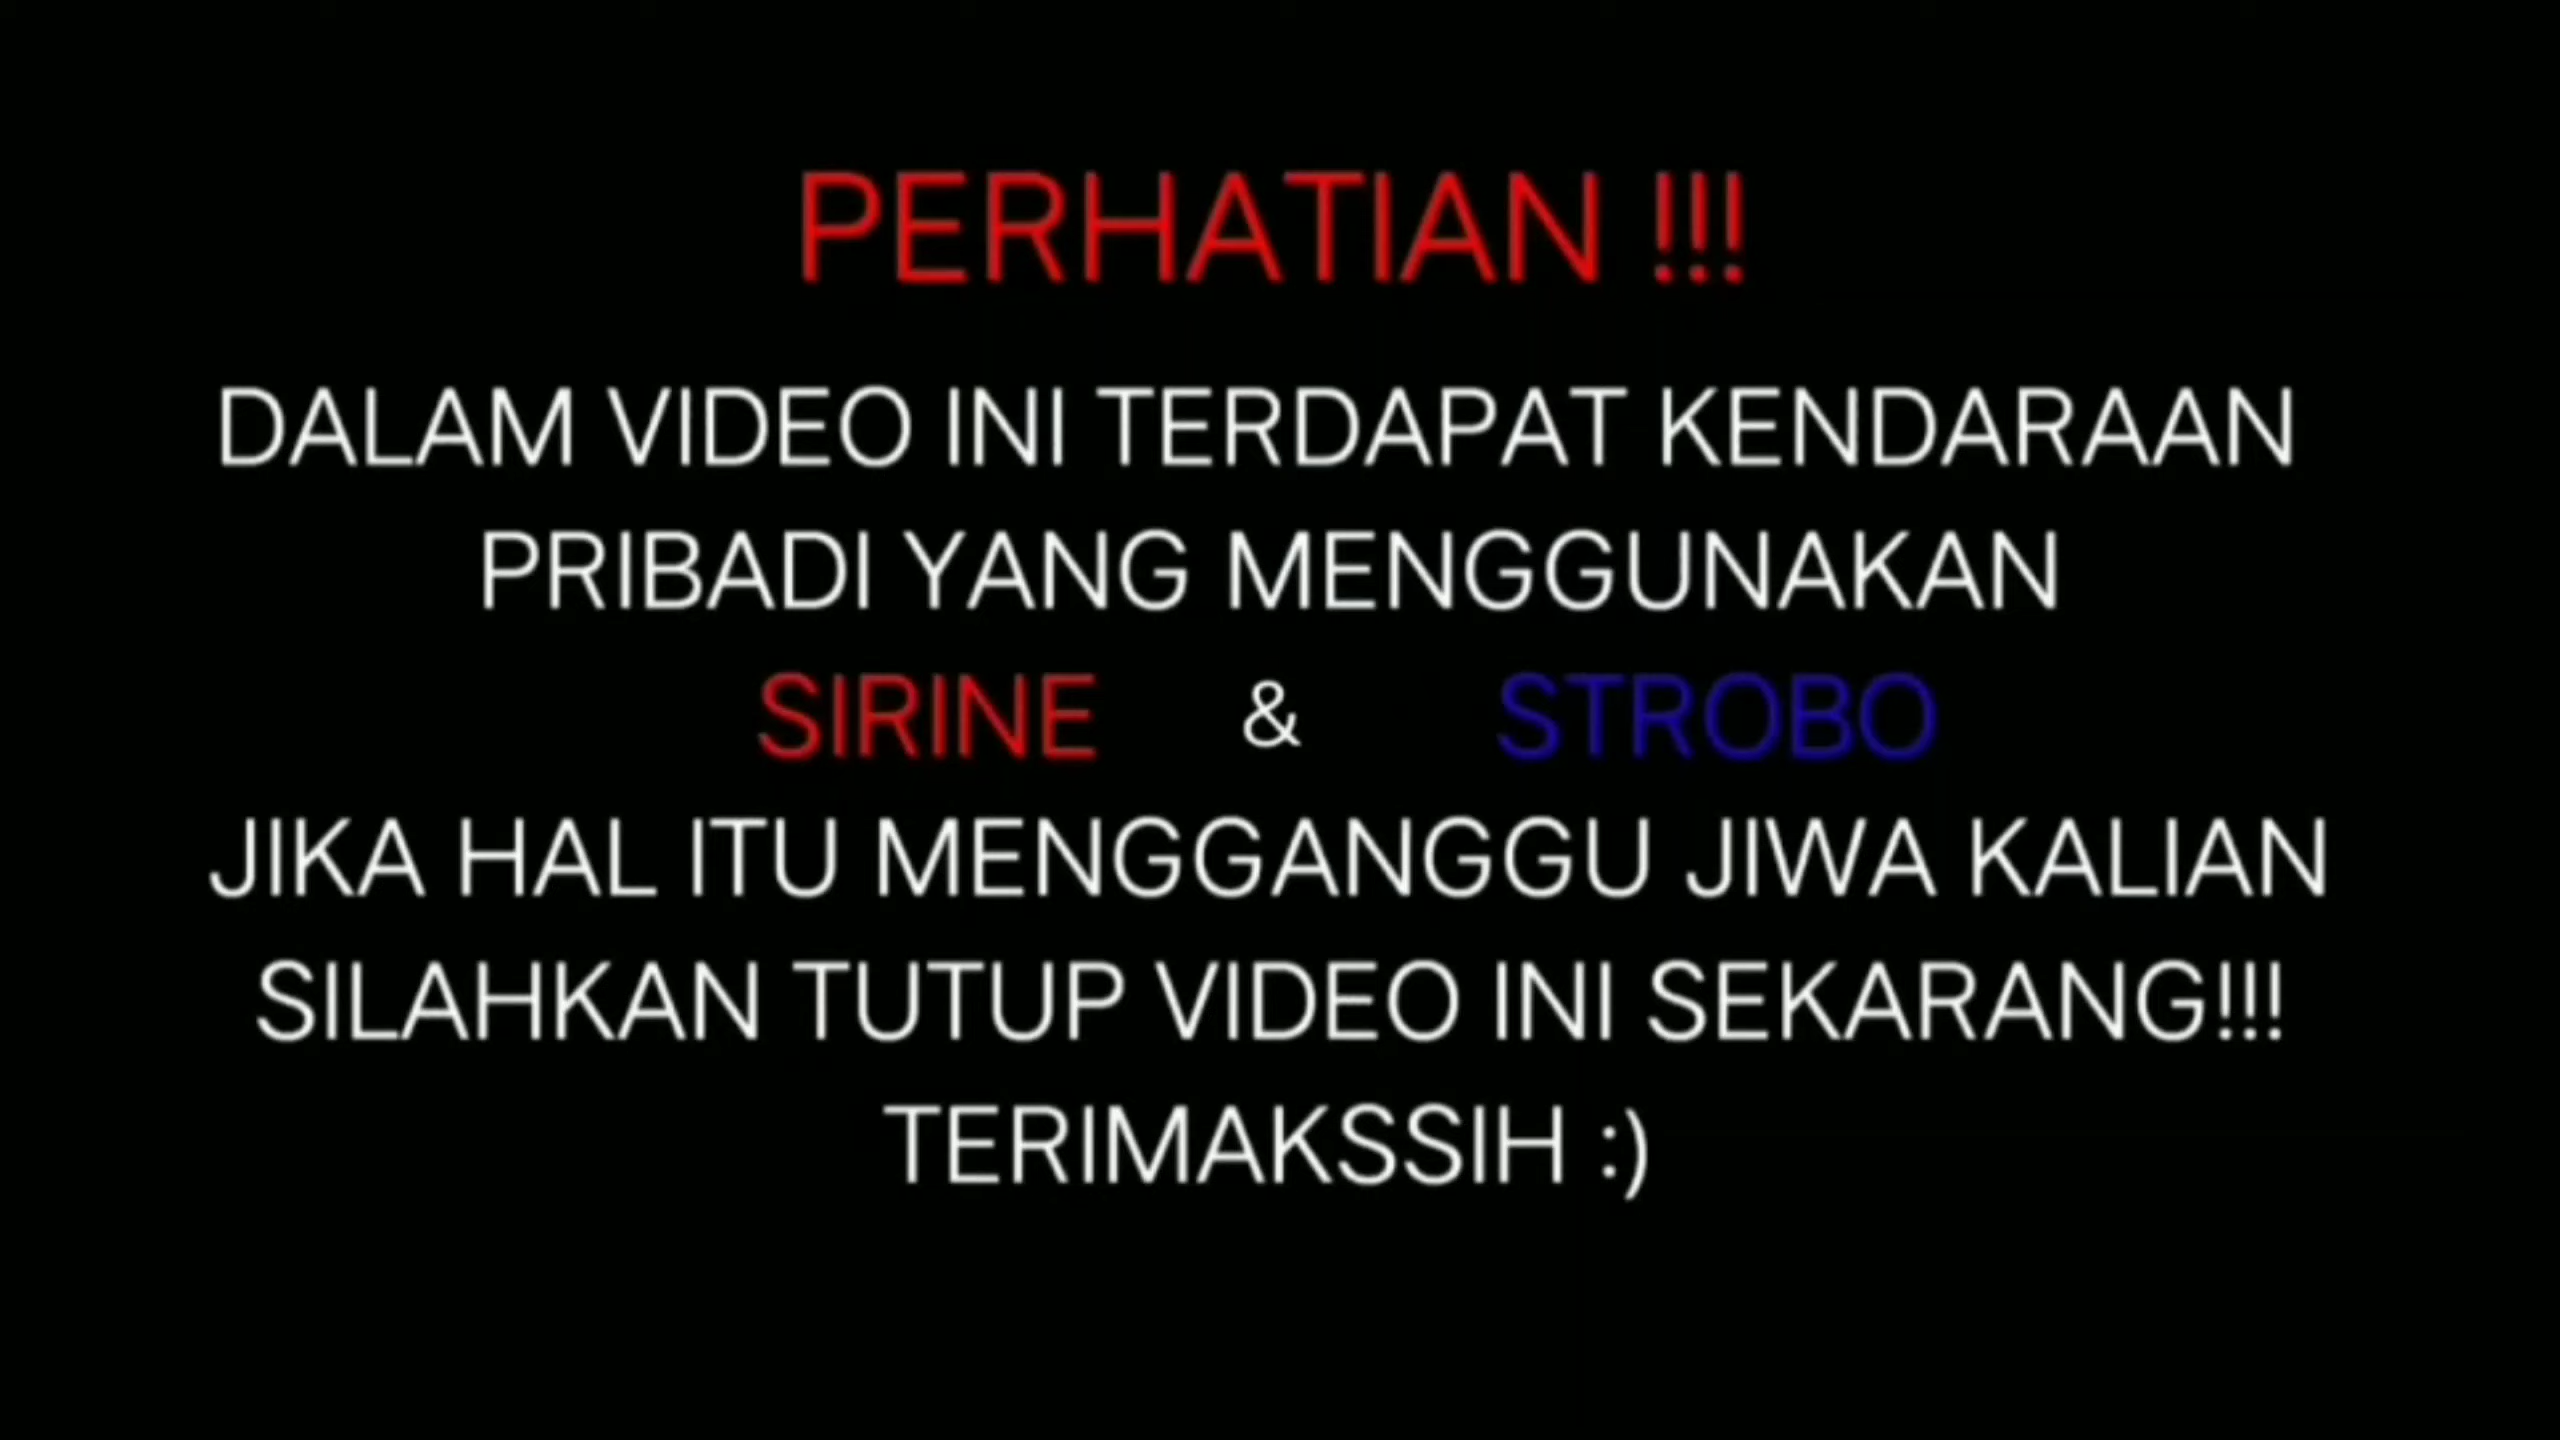 PERHATIAN !!!
DALAM VIDEO INI TERDAPAT KENDARAAN
PRIBADI YANG MENGGUNAKAN
SIRINE & STROBO
JIKA HAL ITU MENGGANGGU JIWA KALIAN
SILAHKAN TUTUP VIDEO INI SEKARANG!!!
TERIMAKSSIH :)